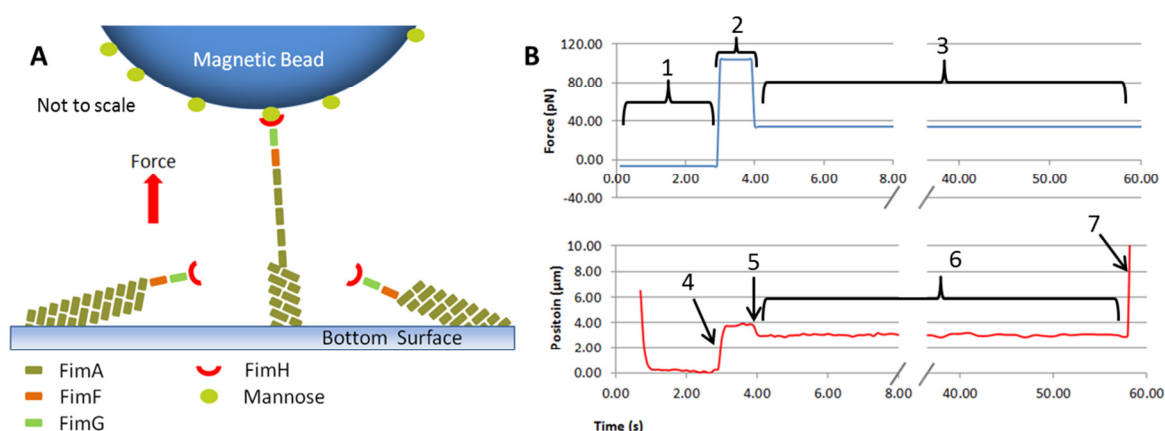 A
Magnetic Bead
Not to scale
Force
Bottom Surface
FimA
FimF
FimG
FimH
Mannose
B
120.00
80.00
40.00
0.00
-40.00
Force (pN)
0.00 2.00 4.00 6.00 8.00 40.00 50.00 60.00
1
2
3
10.00
8.00
6.00
4.00
2.00
0.00
Positoin (µm)
0.00 2.00 4.00 6.00 8.00 40.00 50.00 60.00
4
5
6
7
Time (s)